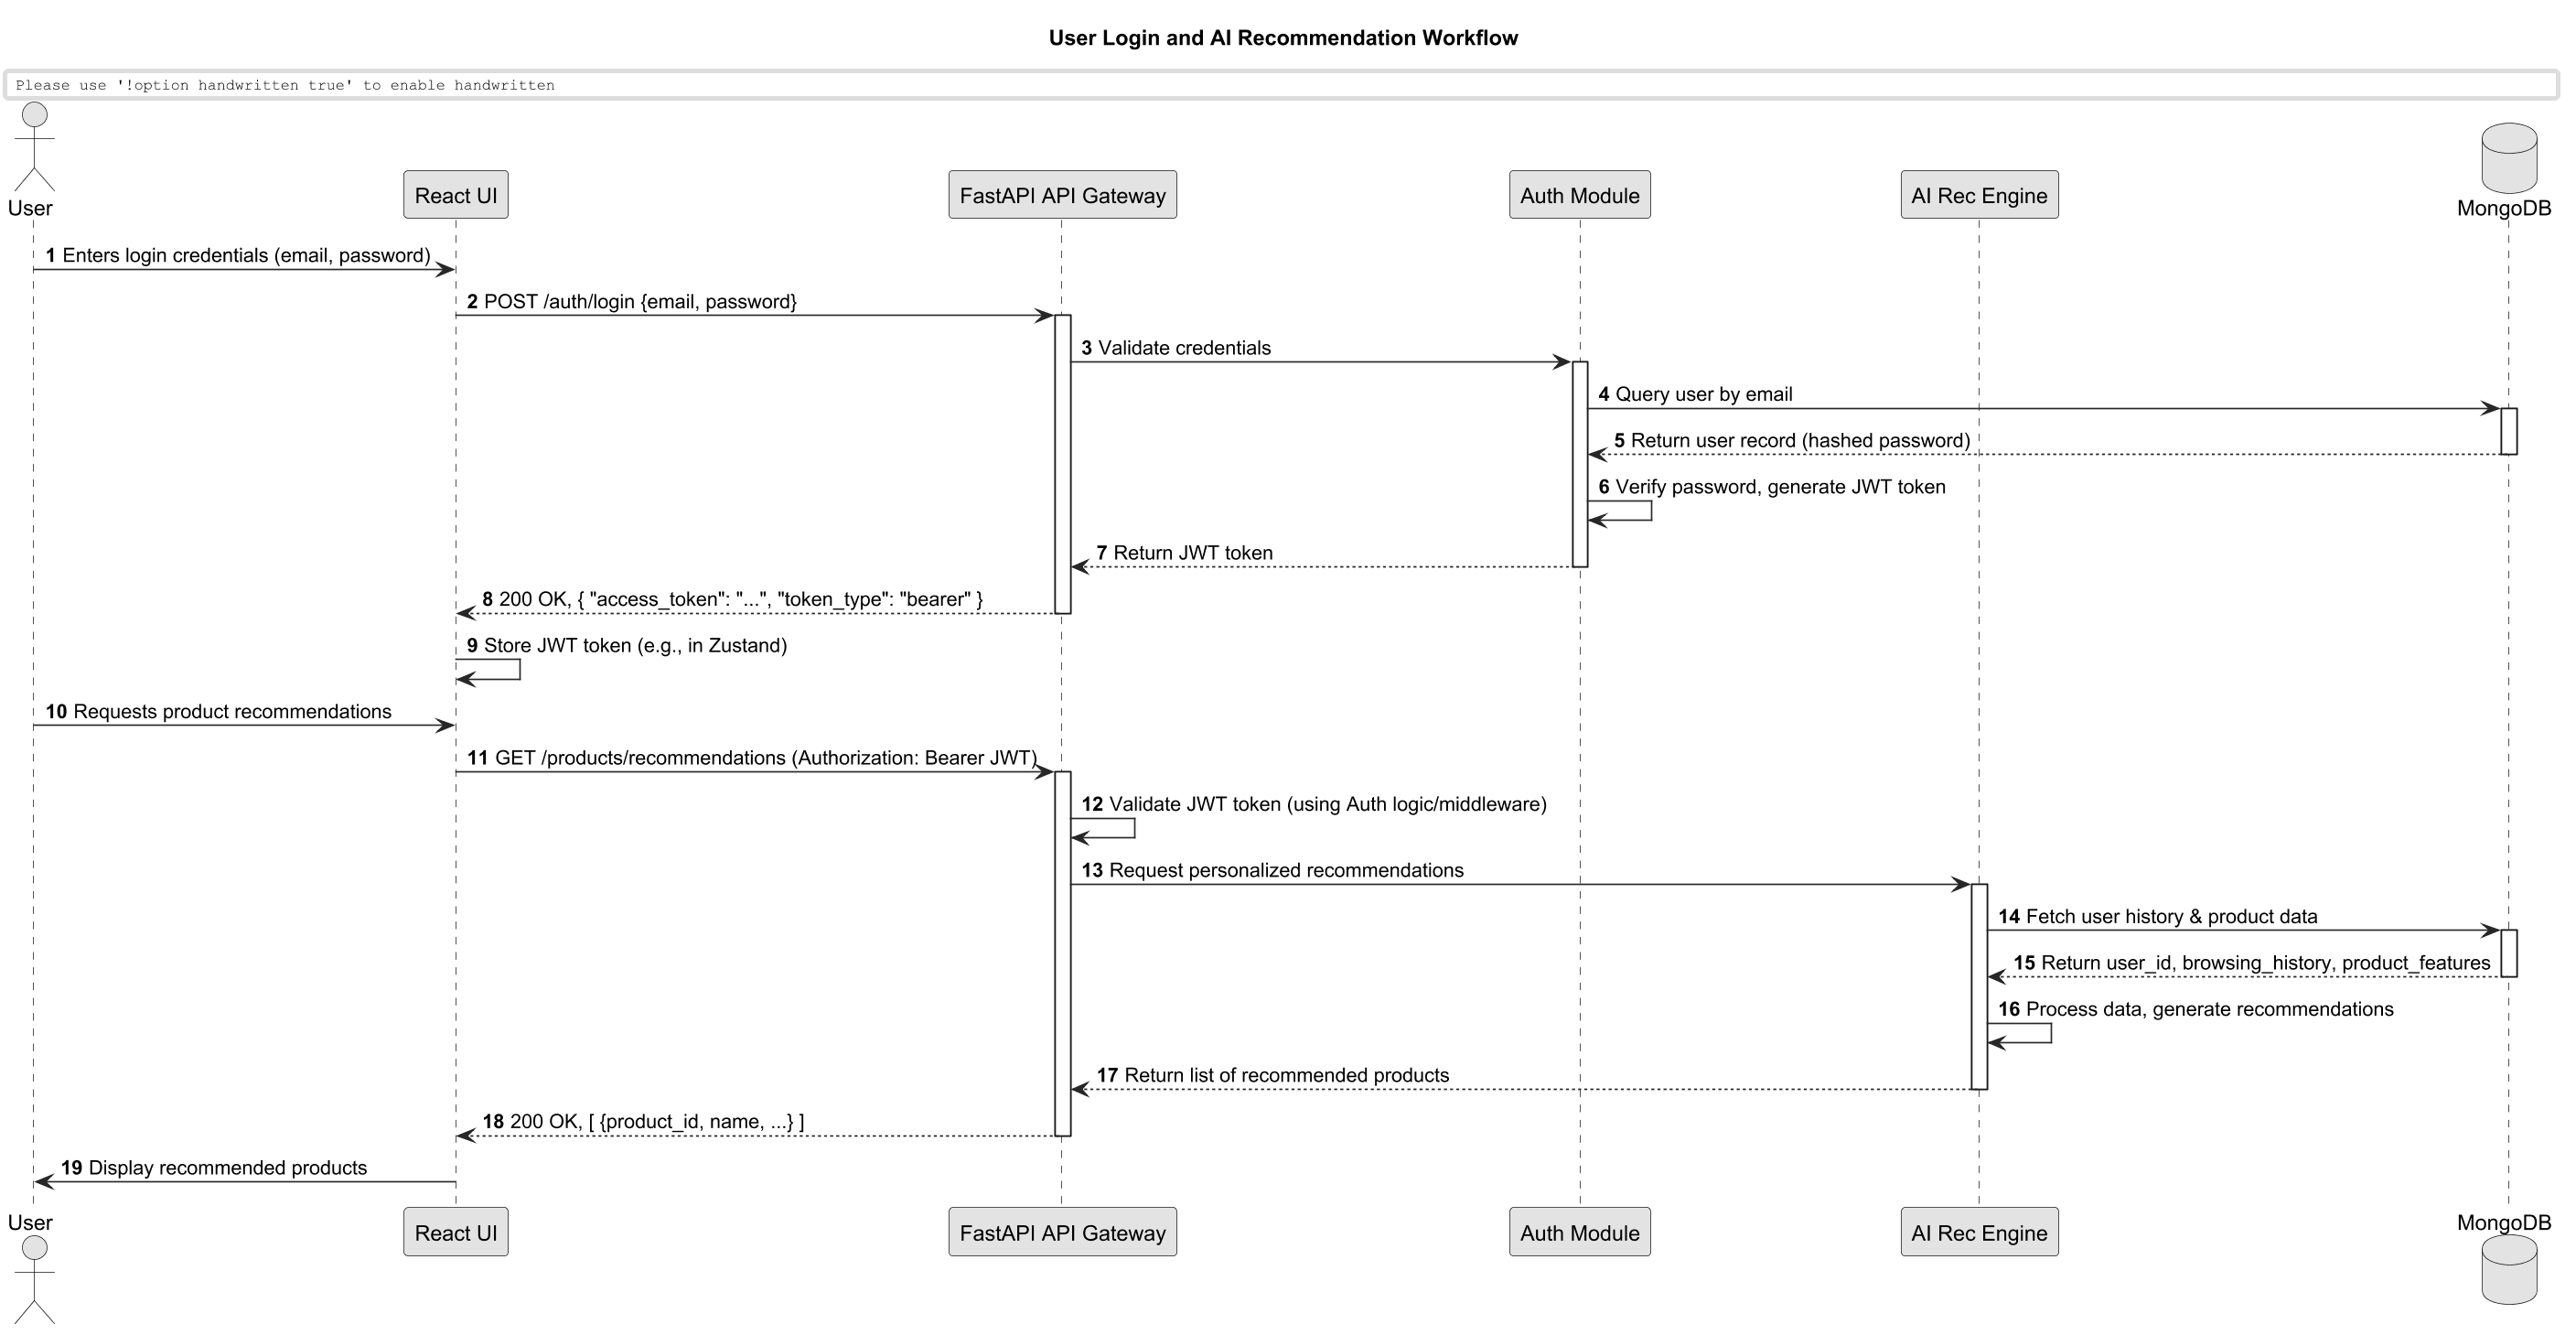 User Login and AI Recommendation Workflow
Please use '!option handwritten true' to enable handwritten
User
React UI
FastAPI API Gateway
Auth Module
AI Rec Engine
MongoDB
1 Enters login credentials (email, password)
2 POST /auth/login {email, password}
3 Validate credentials
4 Query user by email
5 Return user record (hashed password)
6 Verify password, generate JWT token
7 Return JWT token
8 200 OK, { "access_token": "...", "token_type": "bearer" }
9 Store JWT token (e.g., in Zustand)
10 Requests product recommendations
11 GET /products/recommendations (Authorization: Bearer JWT)
12 Validate JWT token (using Auth logic/middleware)
13 Request personalized recommendations
14 Fetch user history & product data
15 Return user_id, browsing_history, product_features
16 Process data, generate recommendations
17 Return list of recommended products
18 200 OK, [ {product_id, name, ...} ]
19 Display recommended products
User
React UI
FastAPI API Gateway
Auth Module
AI Rec Engine
MongoDB